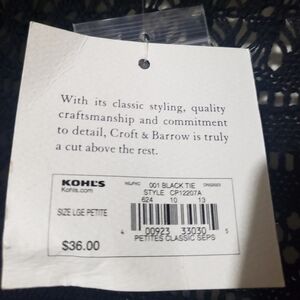 With its classic styling, quality
craftsmanship and commitment
to detail, Croft & Barrow is truly
a cut above the rest.
KOHL'S
Kohls.com
001 BLACK TIE
STYLE CP12207A
624 10 13
SIZE LGE PETITE
4 00923 33030 5
$36.00
PETITES CLASSIC SEPS